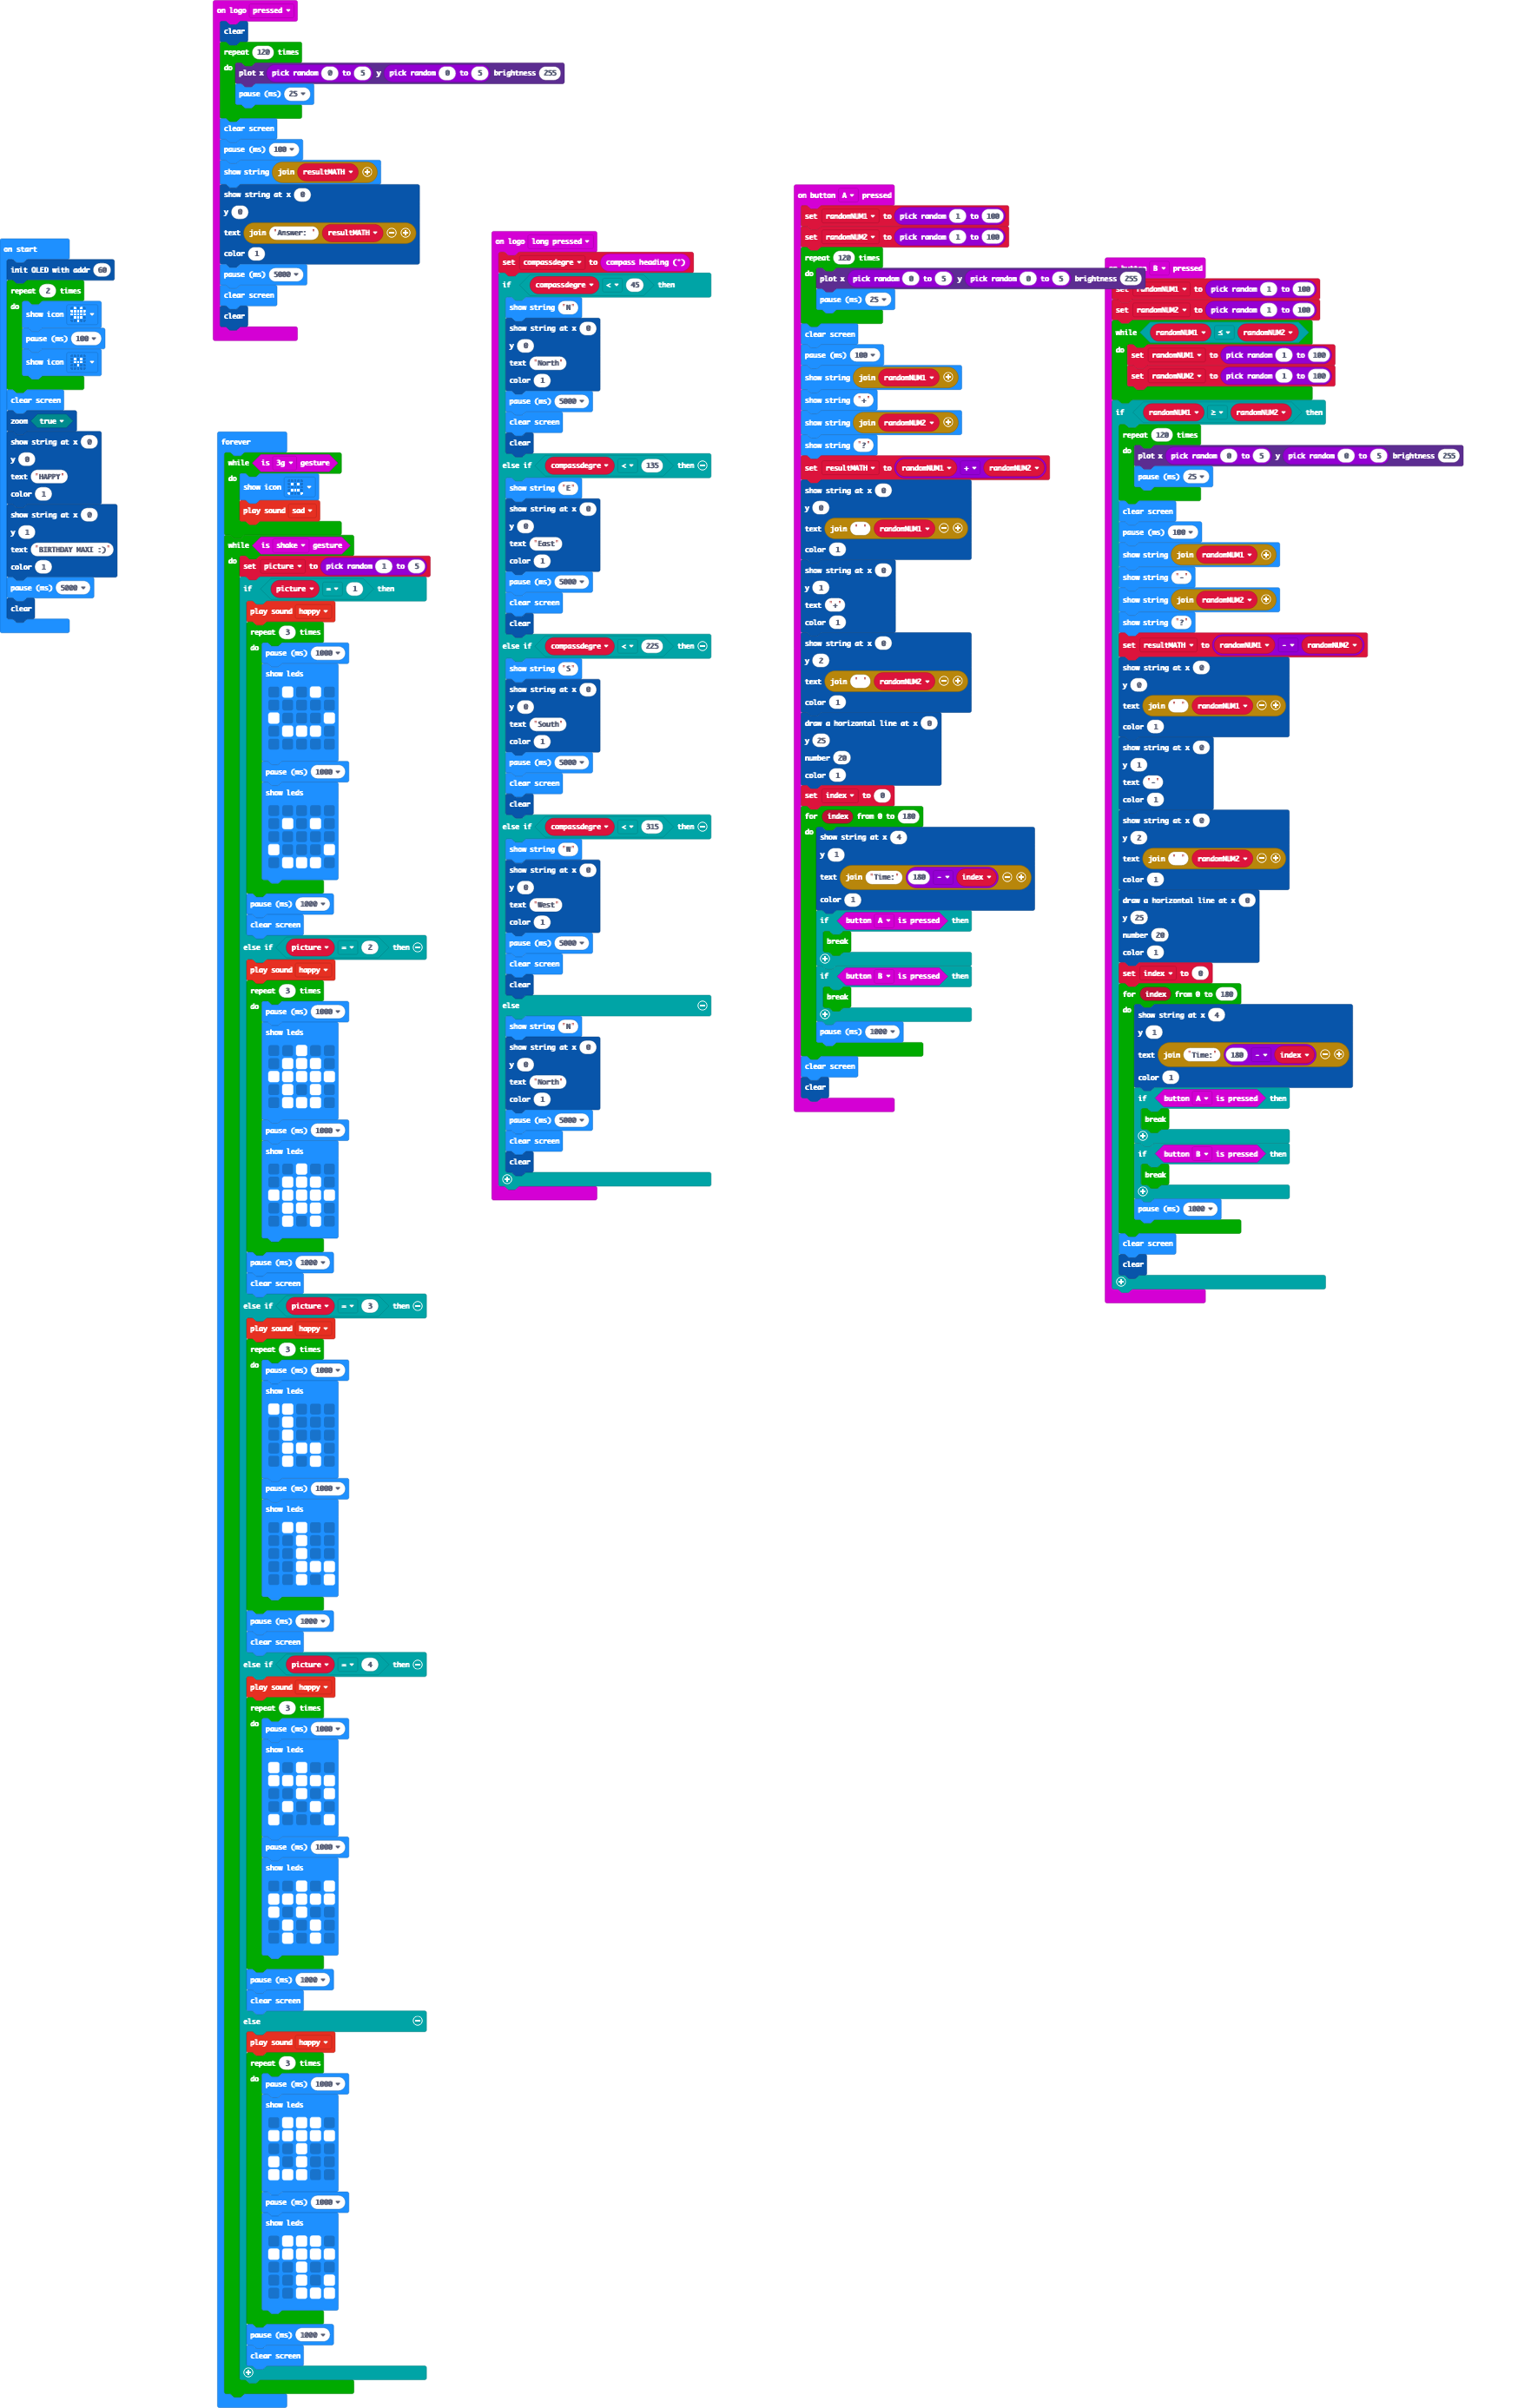 on start
init OLED with addr 60
repeat 2 times
do
show icon
pause (ms) 100
show icon
clear screen
zoom true
show string at x 0
y 0
text "HAPPY"
color 1
show string at x 0
y 1
text "BIRTHDAY MAXI :)"
color 1
pause (ms) 5000
clear
on logo pressed
clear
repeat 120 times
do plot x pick random 0 to 5 y pick random 0 to 5 brightness 255
pause (ms) 25
clear screen
pause (ms) 100
show string join resultMATH
show string at x 0
y 0
text join "Answer: " resultMATH
color 1
pause (ms) 5000
clear screen
clear
forever
while is 3g gesture
do
show icon
play sound sad
while is shake gesture
do set picture to pick random 1 to 5
if picture = 1 then
play sound happy
repeat 3 times
do pause (ms) 1000
show leds
pause (ms) 1000
show leds
pause (ms) 1000
clear screen
else if picture = 2 then
play sound happy
repeat 3 times
do pause (ms) 1000
show leds
pause (ms) 1000
show leds
pause (ms) 1000
clear screen
else if picture = 3 then
play sound happy
repeat 3 times
do pause (ms) 1000
show leds
pause (ms) 1000
show leds
pause (ms) 1000
clear screen
else if picture = 4 then
play sound happy
repeat 3 times
do pause (ms) 1000
show leds
pause (ms) 1000
show leds
pause (ms) 1000
clear screen
else
play sound happy
repeat 3 times
do pause (ms) 1000
show leds
pause (ms) 1000
show leds
pause (ms) 1000
clear screen
on logo long pressed
set compassdegre to compass heading (°)
if compassdegre < 45 then
show string "N"
show string at x 0
y 0
text "North"
color 1
pause (ms) 5000
clear screen
clear
else if compassdegre < 135 then
show string "E"
show string at x 0
y 0
text "East"
color 1
pause (ms) 5000
clear screen
clear
else if compassdegre < 225 then
show string "S"
show string at x 0
y 0
text "South"
color 1
pause (ms) 5000
clear screen
clear
else if compassdegre < 315 then
show string "W"
show string at x 0
y 0
text "West"
color 1
pause (ms) 5000
clear screen
clear
else
show string "N"
show string at x 0
y 0
text "North"
color 1
pause (ms) 5000
clear screen
clear
on button A pressed
set randomNUM1 to pick random 1 to 100
set randomNUM2 to pick random 1 to 100
repeat 120 times
do plot x pick random 0 to 5 y pick random 0 to 5 brightness 255
pause (ms) 25
clear screen
pause (ms) 100
show string join randomNUM1
show string "+"
show string join randomNUM2
show string "?"
set resultMATH to randomNUM1 + randomNUM2
show string at x 0
y 0
text join " " randomNUM1
color 1
show string at x 0
y 1
text "+"
color 1
show string at x 0
y 2
text join " " randomNUM2
color 1
draw a horizontal line at x 0
y 25
number 20
color 1
set index to 0
for index from 0 to 180
do show string at x 4
y 1
text join "Time:" 180 - index
color 1
if button A is pressed then
break
if button B is pressed then
break
pause (ms) 1000
clear screen
clear
B pressed
set randomNUM1 to pick random 1 to 100
set randomNUM2 to pick random 1 to 100
while randomNUM1 ≤ randomNUM2
do set randomNUM1 to pick random 1 to 100
set randomNUM2 to pick random 1 to 100
if randomNUM1 ≥ randomNUM2 then
repeat 120 times
do plot x pick random 0 to 5 y pick random 0 to 5 brightness 255
pause (ms) 25
clear screen
pause (ms) 100
show string join randomNUM1
show string "-"
show string join randomNUM2
show string "?"
set resultMATH to randomNUM1 - randomNUM2
show string at x 0
y 0
text join " " randomNUM1
color 1
show string at x 0
y 1
text "-"
color 1
show string at x 0
y 2
text join " " randomNUM2
color 1
draw a horizontal line at x 0
y 25
number 20
color 1
set index to 0
for index from 0 to 180
do show string at x 4
y 1
text join "Time:" 180 - index
color 1
if button A is pressed then
break
if button B is pressed then
break
pause (ms) 1000
clear screen
clear